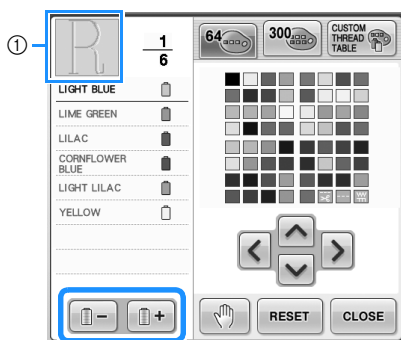 ①
R
1
6
LIGHT BLUE
LIME GREEN
LILAC
CORNFLOWER
BLUE
LIGHT LILAC
YELLOW
−
+
64
300
CUSTOM
THREAD
TABLE
RESET
CLOSE